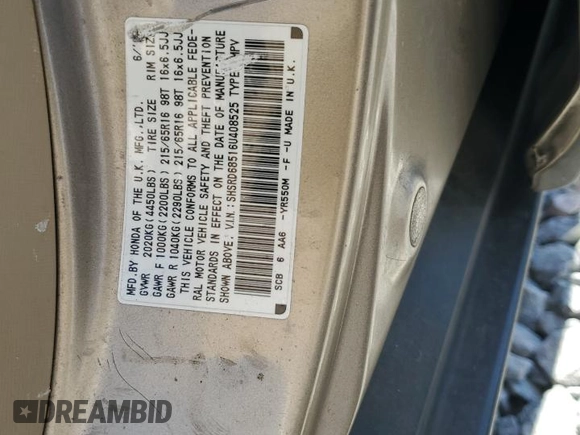 MFD. BY HONDA OF THE U.K. MFG., LTD. 6/
GVWR 2020KG(4450LBS) TIRE SIZE RIM SIZE
GAWR F 1000KG(2200LBS) 215/65R16 98T 16x6.5JJ
GAWR R 1040KG(2290LBS) 215/65R16 98T 16x6.5JJ
THIS VEHICLE CONFORMS TO ALL APPLICABLE FEDE-
RAL MOTOR VEHICLE SAFETY AND THEFT PREVENTION
STANDARDS IN EFFECT ON THE DATE OF MANUFACTURE
SHOWN ABOVE. V.I.N.: SHSRD68516U408525 TYPE: MPV
SCB 6 AA6 -YR550M -F -U MADE IN U.K.
DREAMBID